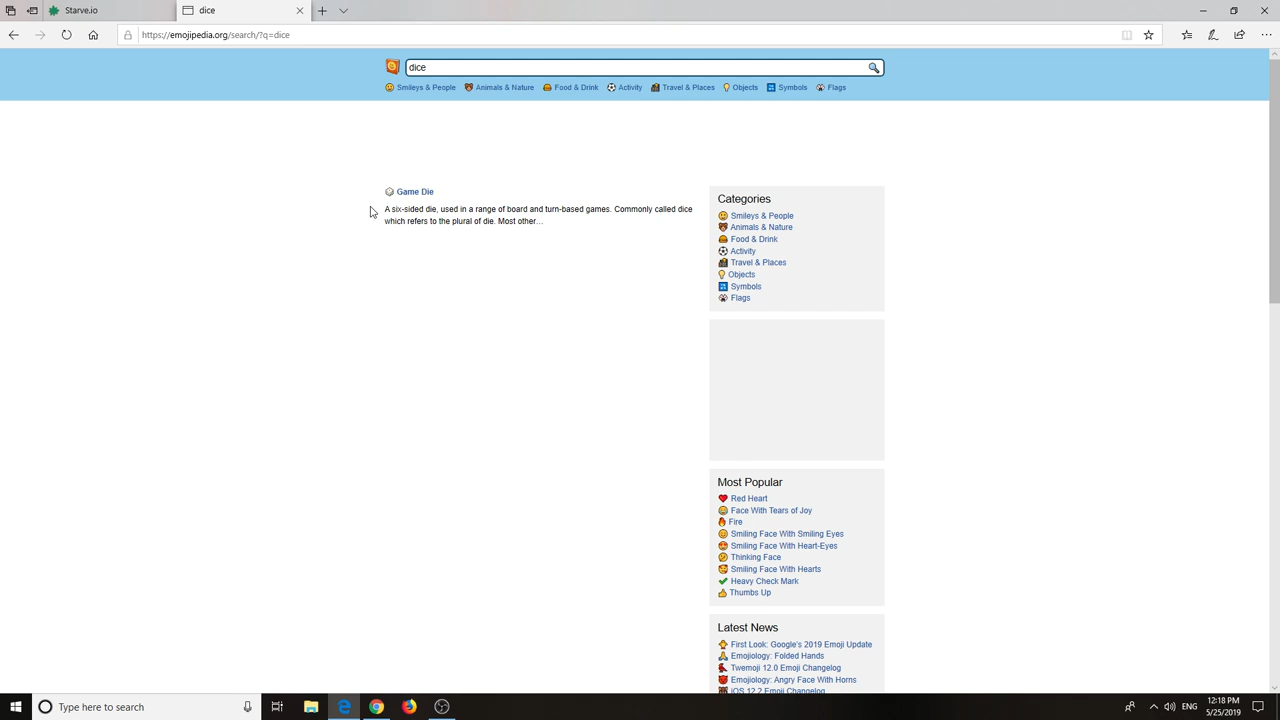 Starve.io
dice
https://emojipedia.org/search/?q=dice
dice
Smileys & People Animals & Nature Food & Drink Activity Travel & Places Objects Symbols Flags
Game Die
A six-sided die, used in a range of board and turn-based games. Commonly called dice
which refers to the plural of die. Most other…
Categories
Smileys & People
Animals & Nature
Food & Drink
Activity
Travel & Places
Objects
Symbols
Flags
Most Popular
Red Heart
Face With Tears of Joy
Fire
Smiling Face With Smiling Eyes
Smiling Face With Heart-Eyes
Thinking Face
Smiling Face With Hearts
Heavy Check Mark
Thumbs Up
Latest News
First Look: Google's 2019 Emoji Update
Emojiology: Folded Hands
Twemoji 12.0 Emoji Changelog
Emojiology: Angry Face With Horns
iOS 12.2 Emoji Changelog
Type here to search
12:18 PM
5/25/2019